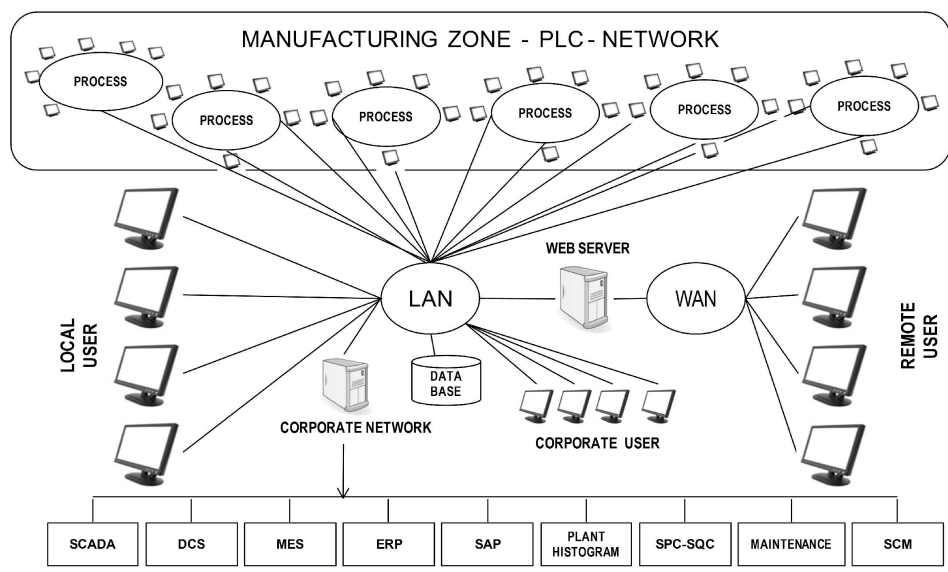 MANUFACTURING ZONE - PLC - NETWORK
PROCESS
PROCESS
PROCESS
PROCESS
PROCESS
PROCESS
WEB SERVER
LAN
WAN
LOCAL
USER
REMOTE
USER
DATA
BASE
CORPORATE NETWORK
CORPORATE USER
SCADA
DCS
MES
ERP
SAP
PLANT
HISTOGRAM
SPC-SQC
MAINTENANCE
SCM